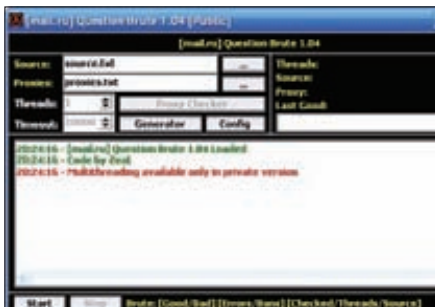 [mail.ru] Question Brute 1.04 [Public]
[mail.ru] Question Brute 1.04
Source: source.txt ...
Proxies: proxies.txt ...
Threads: 1 Proxy Checker
Timeout: 10000 Generator Config
Threads:
Source:
Proxy:
Last Good:
20:24:16 - [mail.ru] Question Brute 1.04 Loaded
20:24:16 - Code by Zeal
20:24:16 - Multithreading available only in private version
Start Stop Brute: [Good/Bad] [Errors/Bans] [Checked/Threads/Source]